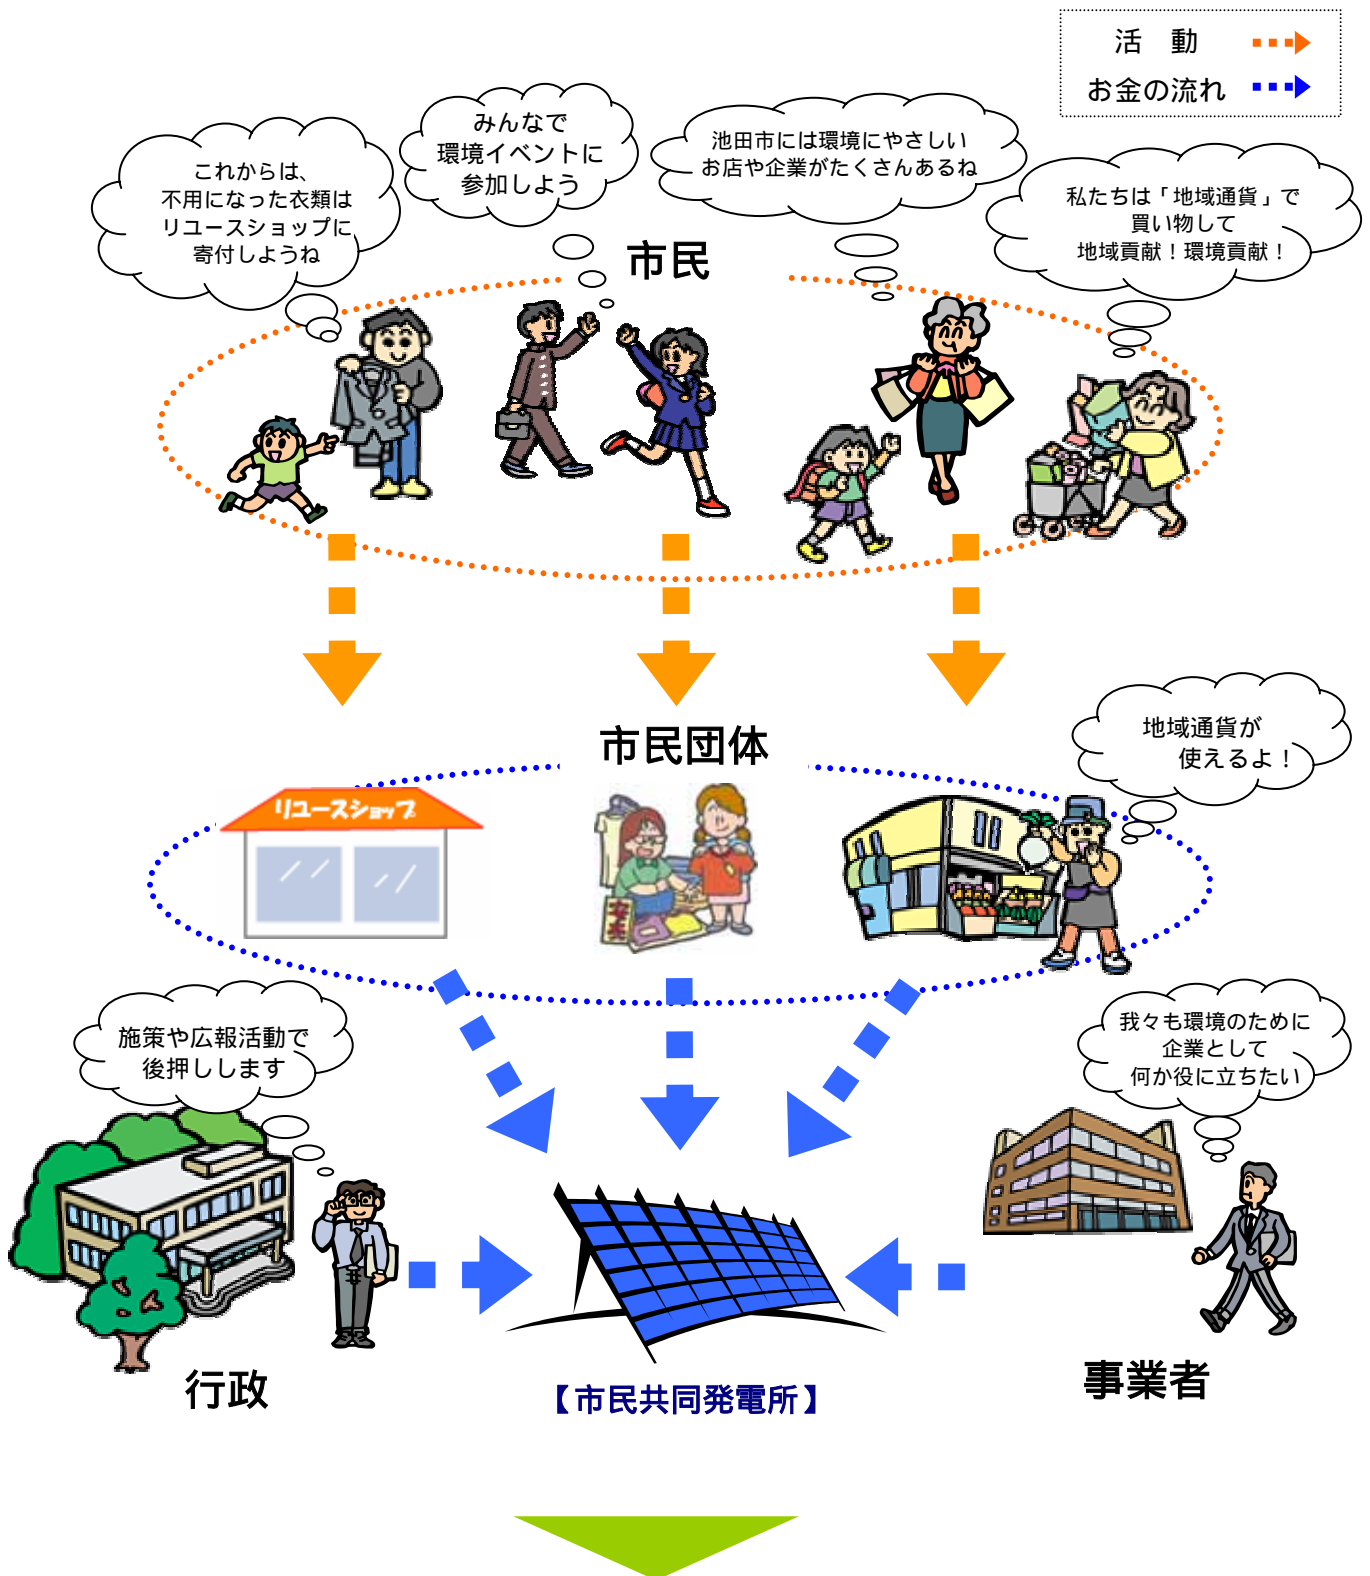 活　動
お金の流れ
これからは、
不用になった衣類は
リユースショップに
寄付しようね
みんなで
環境イベントに
参加しよう
池田市には環境にやさしい
お店や企業がたくさんあるね
私たちは「地域通貨」で
買い物して
地域貢献！環境貢献！
市民
市民団体
地域通貨が
使えるよ！
リユースショップ
安売
施策や広報活動で
後押しします
我々も環境のために
企業として
何か役に立ちたい
行政
【市民共同発電所】
事業者